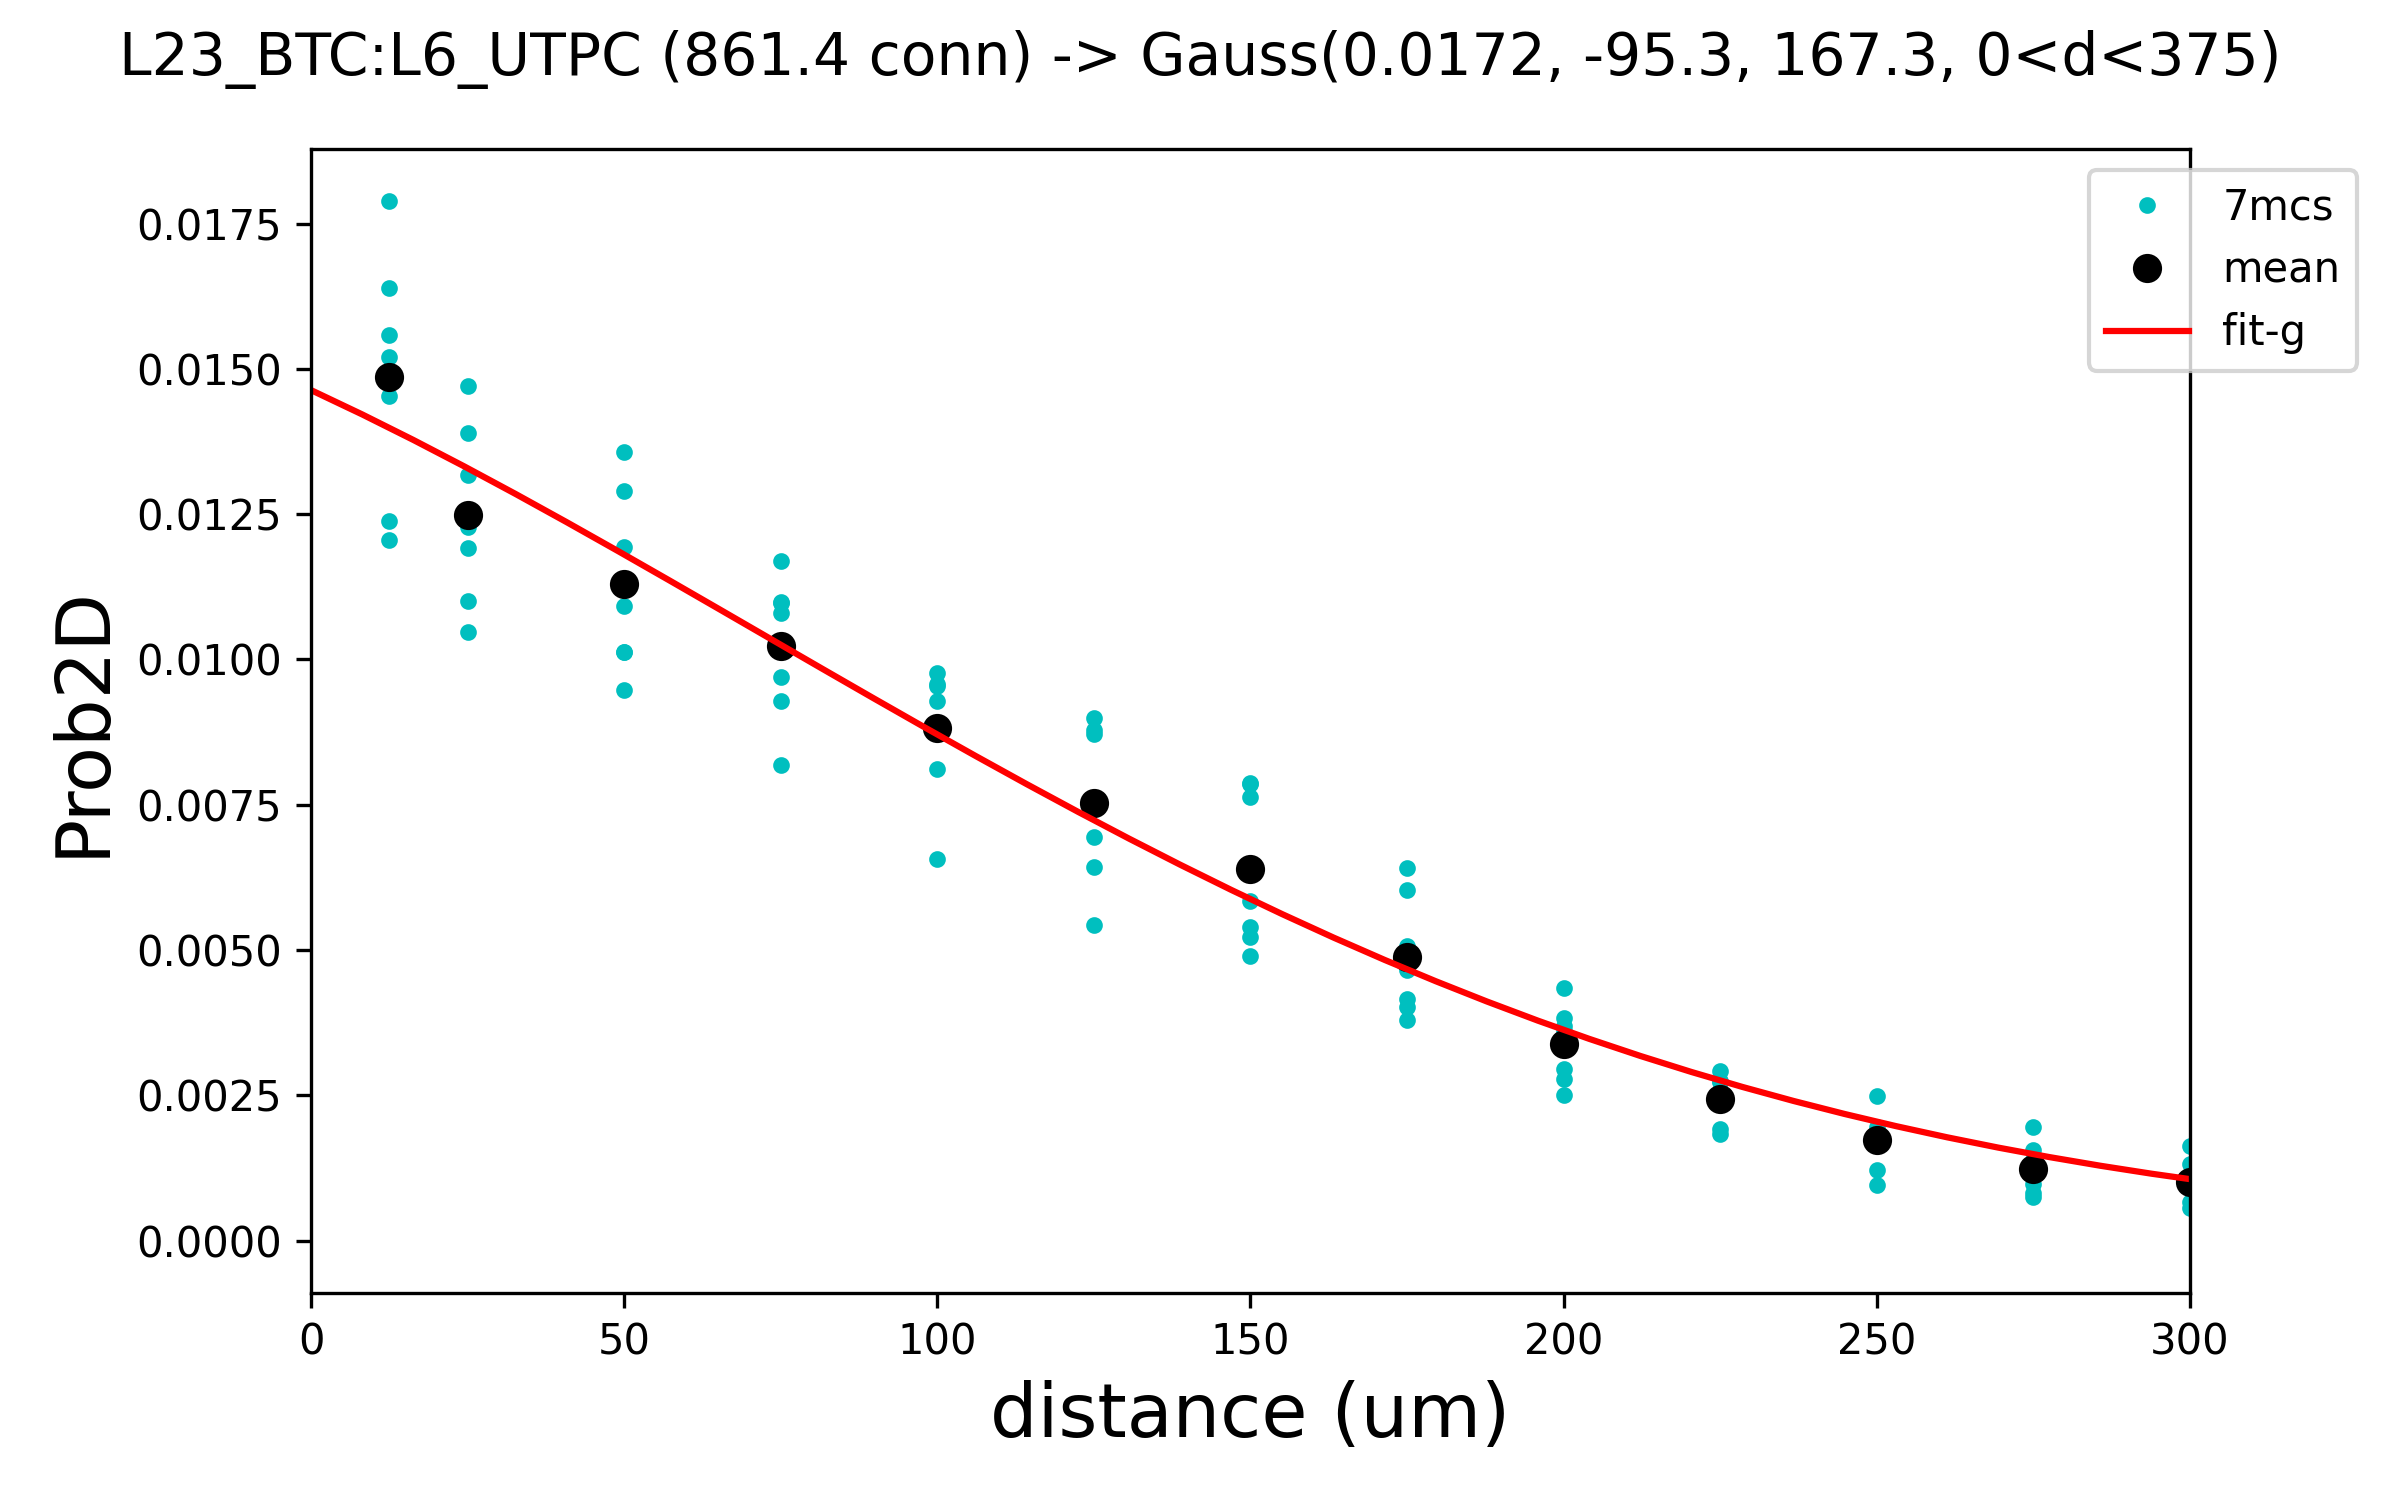 L23_BTC:L6_UTPC (861.4 conn) -> Gauss(0.0172, -95.3, 167.3, 0<d<375)
7mcs
mean
fit-g
Prob2D
0.0175
0.0150
0.0125
0.0100
0.0075
0.0050
0.0025
0.0000
0 50 100 150 200 250 300
distance (um)